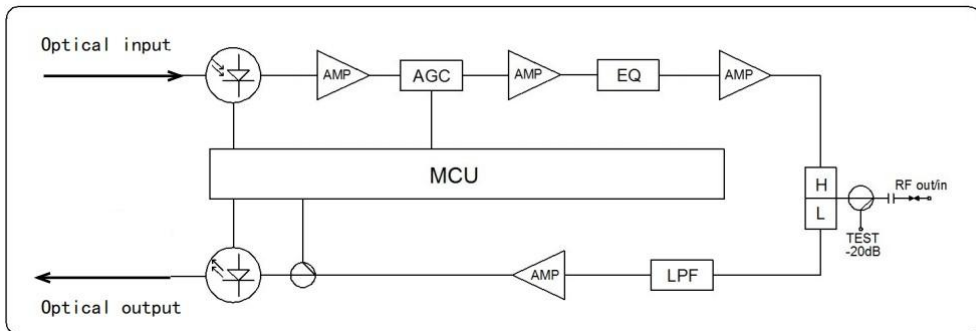 Optical input
AMP
AGC
AMP
EQ
AMP
MCU
H
L
RF out/in
TEST
-20dB
AMP
LPF
Optical output